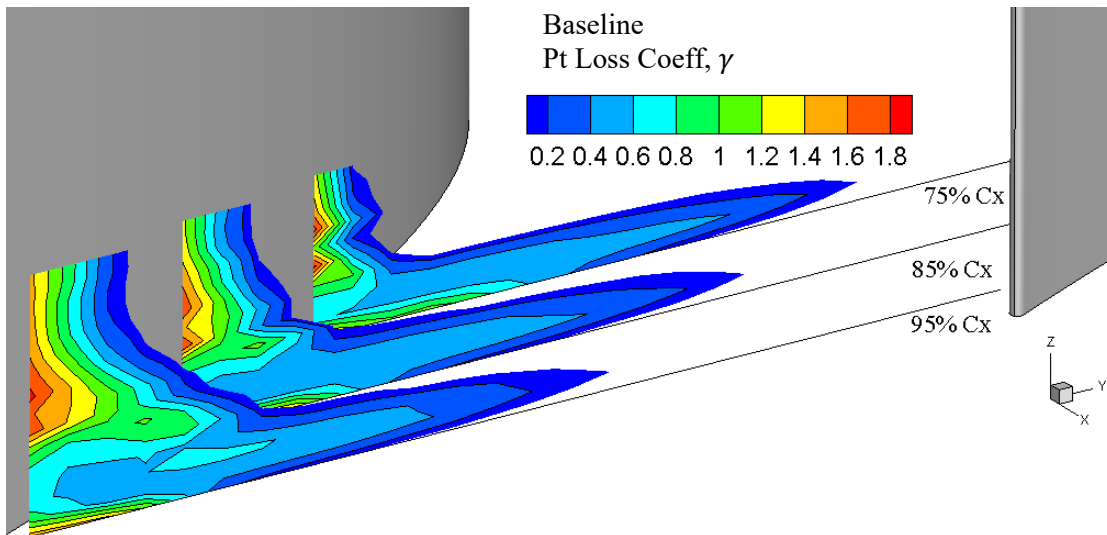 Baseline
Pt Loss Coeff, γ
0.2 0.4 0.6 0.8 1 1.2 1.4 1.6 1.8
75% Cx
85% Cx
95% Cx
Z
Y
X